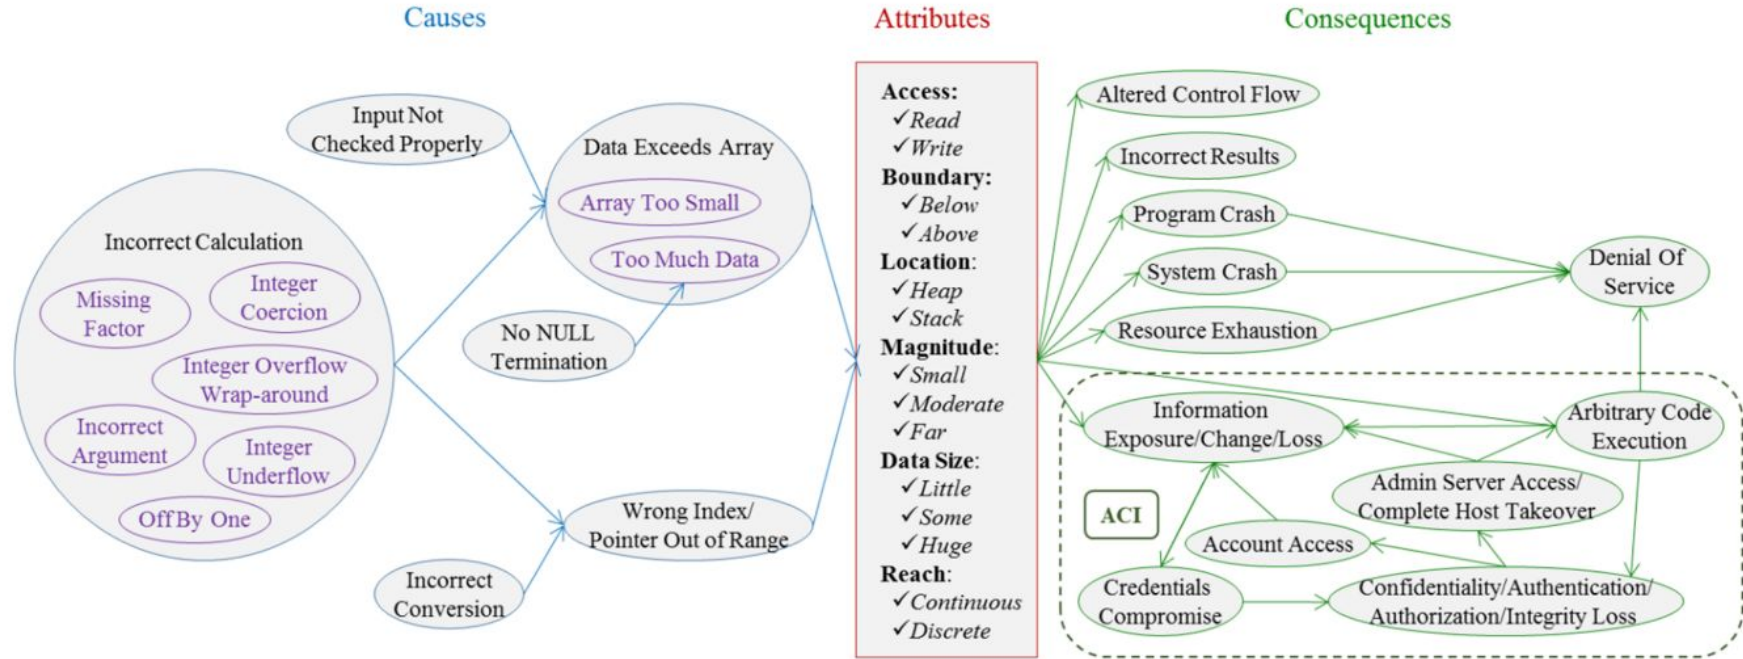 Causes
Attributes
Consequences
Input Not
Checked Properly
Data Exceeds Array
Array Too Small
Too Much Data
Incorrect Calculation
Missing
Factor
Integer
Coercion
Integer Overflow
Wrap-around
Incorrect
Argument
Integer
Underflow
Off By One
No NULL
Termination
Wrong Index/
Pointer Out of Range
Incorrect
Conversion
Access:
✓Read
✓Write
Boundary:
✓Below
✓Above
Location:
✓Heap
✓Stack
Magnitude:
✓Small
✓Moderate
✓Far
Data Size:
✓Little
✓Some
✓Huge
Reach:
✓Continuous
✓Discrete
Altered Control Flow
Incorrect Results
Program Crash
System Crash
Resource Exhaustion
Denial Of
Service
Information
Exposure/Change/Loss
Arbitrary Code
Execution
Admin Server Access/
Complete Host Takeover
ACI
Account Access
Credentials
Compromise
Confidentiality/Authentication/
Authorization/Integrity Loss